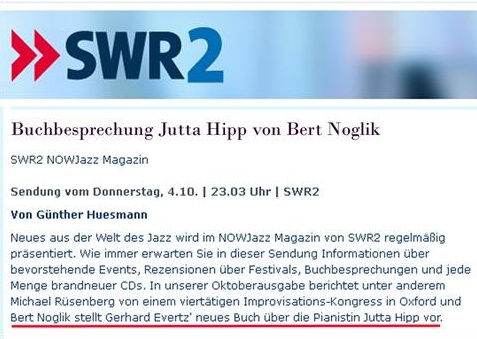 SWR2
Buchbesprechung Jutta Hipp von Bert Noglik
SWR2 NOWJazz Magazin
Sendung vom Donnerstag, 4.10. | 23.03 Uhr | SWR2
Von Günther Huesmann
Neues aus der Welt des Jazz wird im NOWJazz Magazin von SWR2 regelmäßig
präsentiert. Wie immer erwarten Sie in dieser Sendung Informationen über
bevorstehende Events, Rezensionen über Festivals, Buchbesprechungen und jede
Menge brandneuer CDs. In unserer Oktoberausgabe berichtet unter anderem
Michael Rüsenberg von einem viertätigen Improvisations-Kongress in Oxford und
Bert Noglik stellt Gerhard Evertz' neues Buch über die Pianistin Jutta Hipp vor.